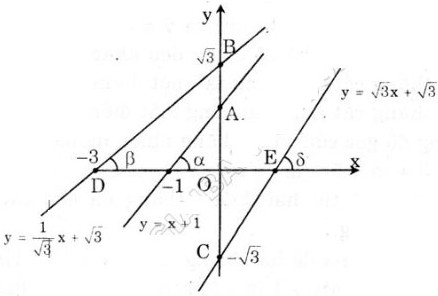 y
√3 B
y = √3x + √3
A
-3 β α δ
D -1 O E x
y = x + 1
y = 1/√3 x + √3
C -√3